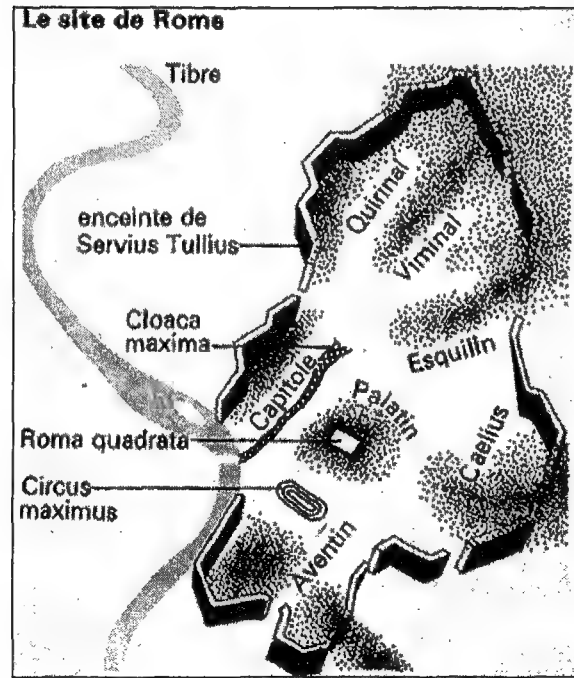 Le site de Rome
Tibre
Quirinal
Viminal
enceinte de
Servius Tullius
Cloaca
maxima
Esquilin
Capitole
Palatin
Caelius
Roma quadrata
Circus
maximus
Aventin